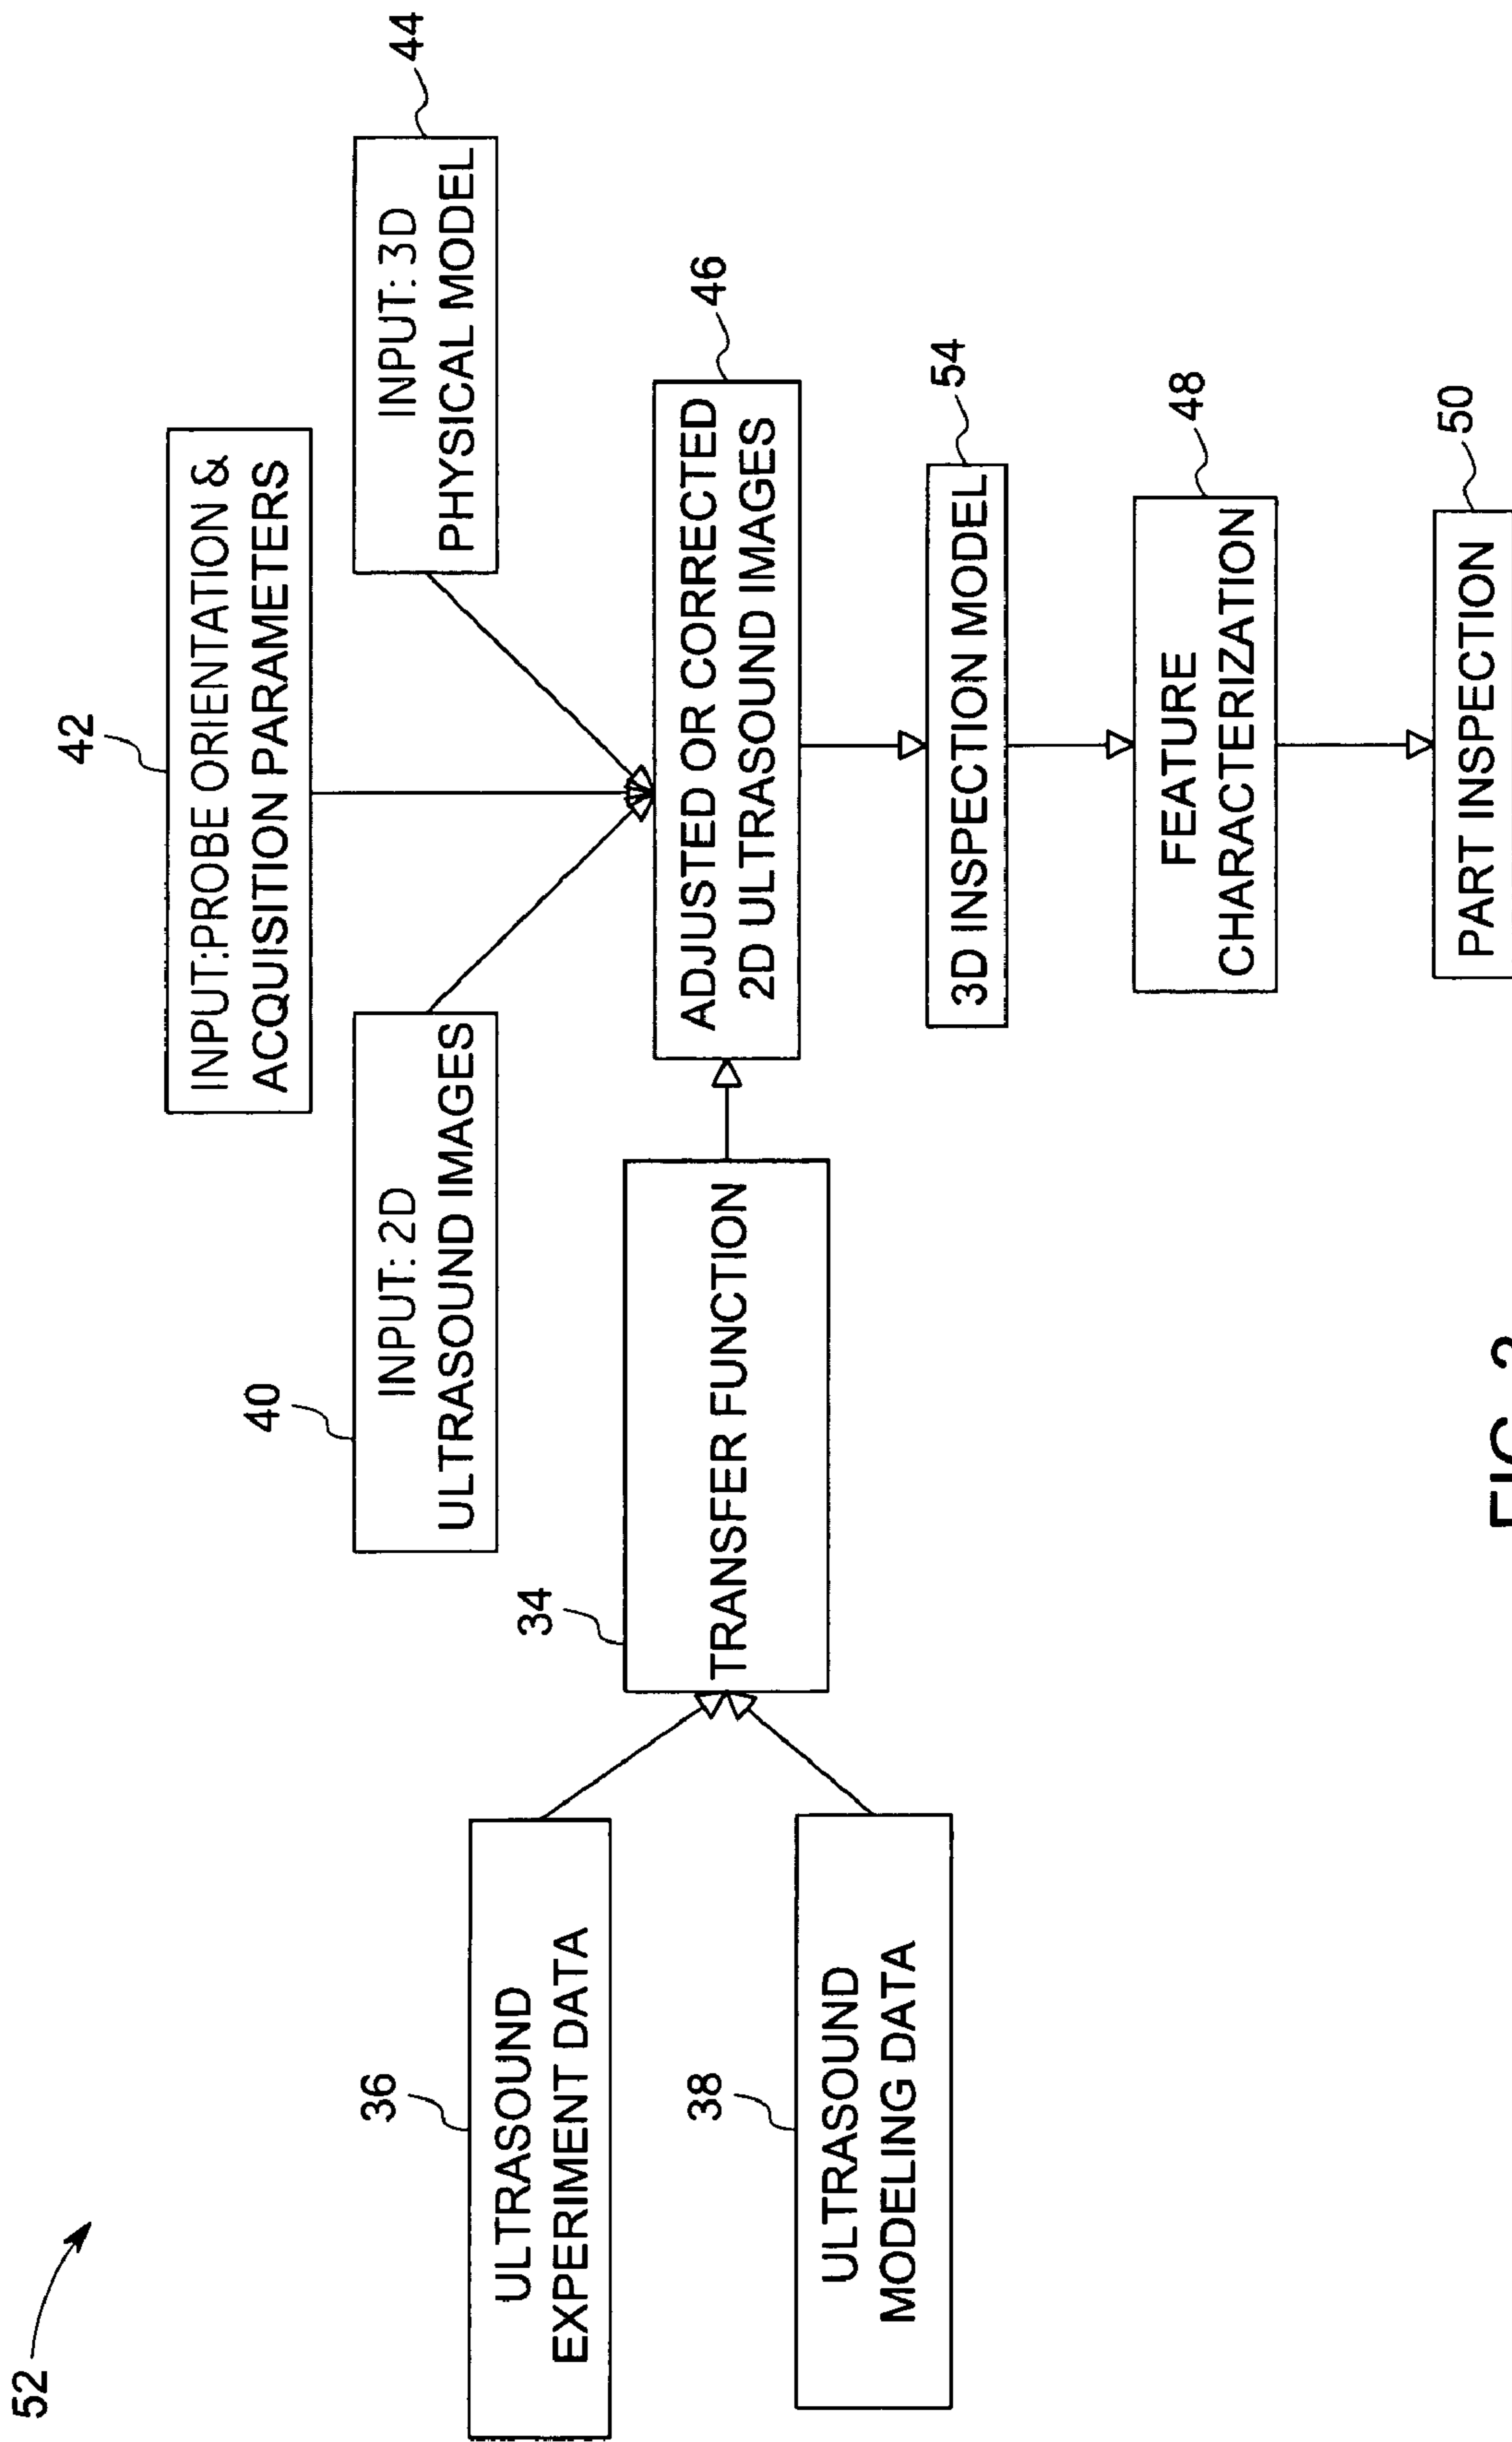 52
42
INPUT:PROBE ORIENTATION &
ACQUISITION PARAMETERS
40
INPUT: 2D
ULTRASOUND IMAGES
44
INPUT: 3D
PHYSICAL MODEL
36
ULTRASOUND
EXPERIMENT DATA
34
TRANSFER FUNCTION
46
ADJUSTED OR CORRECTED
2D ULTRASOUND IMAGES
38
ULTRASOUND
MODELING DATA
54
3D INSPECTION MODEL
48
FEATURE
CHARACTERIZATION
50
PART INSPECTION
FIG.